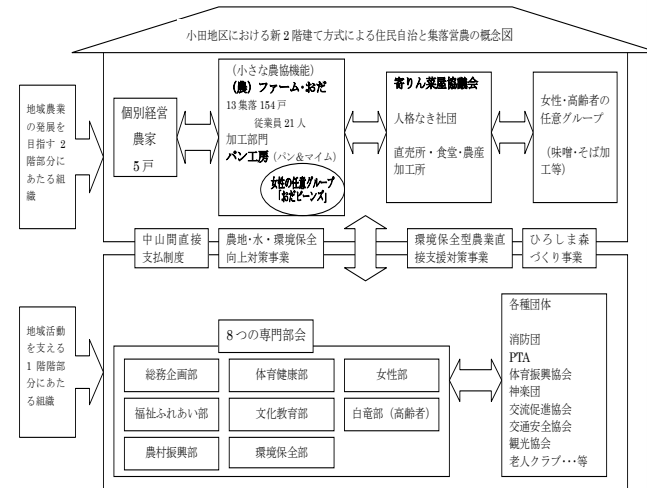 小田地区における新2階建て方式による住民自治と集落営農の概念図
地域農業
の発展を
目指す 2
階部分に
あたる組
織
個別経営
農家
5戸
（小さな農協機能）
（農）ファーム・おだ
13集落 154戸
従業員 21人
加工部門
パン工房（パン&マイム）
女性の任意グループ
「おだビーンズ」
寄りん菜屋協議会
人格なき社団
直売所・食堂・農産
加工所
女性・高齢者の
任意グループ
（味噌・そば加
工等）
中山間直接
支払制度
農地・水・環境保全
向上対策事業
環境保全型農業直
接支援対策事業
ひろしま森
づくり事業
地域活動
を支える
1 階階部
分にあた
る組織
8つの専門部会
総務企画部
体育健康部
女性部
福祉ふれあい部
文化教育部
白竜部（高齢者）
農村振興部
環境保全部
各種団体
消防団
PTA
体育振興協会
神楽団
交流促進協会
交通安全協会
観光協会
老人クラブ・・・等